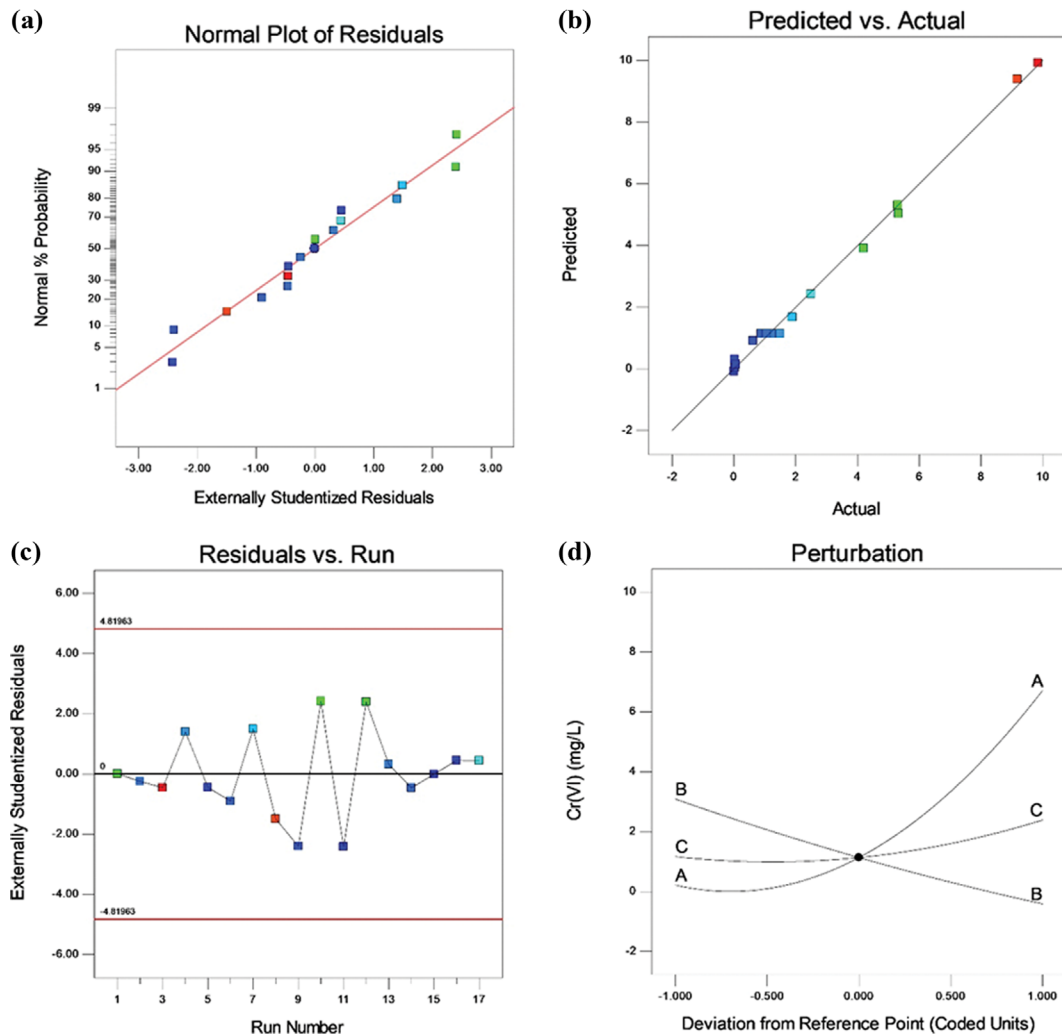 (a)
Normal Plot of Residuals
Normal % Probability
99
95
90
80
70
50
30
20
10
5
1
-3.00 -2.00 -1.00 0.00 1.00 2.00 3.00
Externally Studentized Residuals
(b)
Predicted vs. Actual
Predicted
10
8
6
4
2
0
-2
-2 0 2 4 6 8 10
Actual
(c)
Residuals vs. Run
Externally Studentized Residuals
6.00
4.81963
4.00
2.00
0
0.00
-2.00
-4.00
-4.81963
-6.00
1 3 5 7 9 11 13 15 17
Run Number
(d)
Perturbation
Cr(VI) (mg/L)
10
8
6
4
2
0
-2
A
B
C
C
A
B
-1.000 -0.500 0.000 0.500 1.000
Deviation from Reference Point (Coded Units)